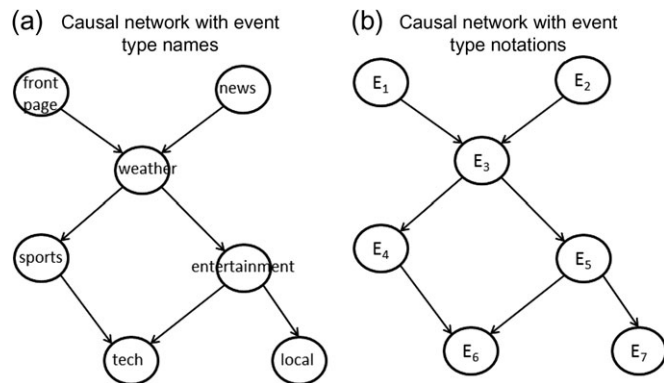 (a) Causal network with event
type names
front
page
news
weather
sports
entertainment
tech
local
(b) Causal network with event
type notations
E₁
E₂
E₃
E₄
E₅
E₆
E₇